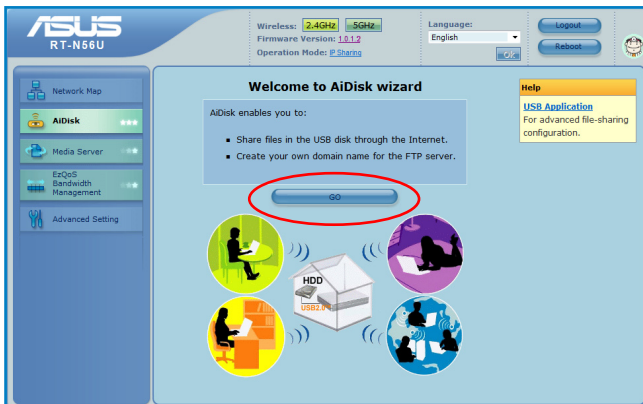 ASUS
RT-N56U
Wireless: 2.4GHz 5GHz
Firmware Version: 1.0.1.2
Operation Mode: IP Sharing
Language:
English
OK
Logout
Reboot
Network Map
AiDisk
Media Server
EzQoS
Bandwidth
Management
Advanced Setting
Welcome to AiDisk wizard
AiDisk enables you to:
Share files in the USB disk through the Internet.
Create your own domain name for the FTP server.
GO
HDD
USB2.0
Help
USB Application
For advanced file-sharing
configuration.